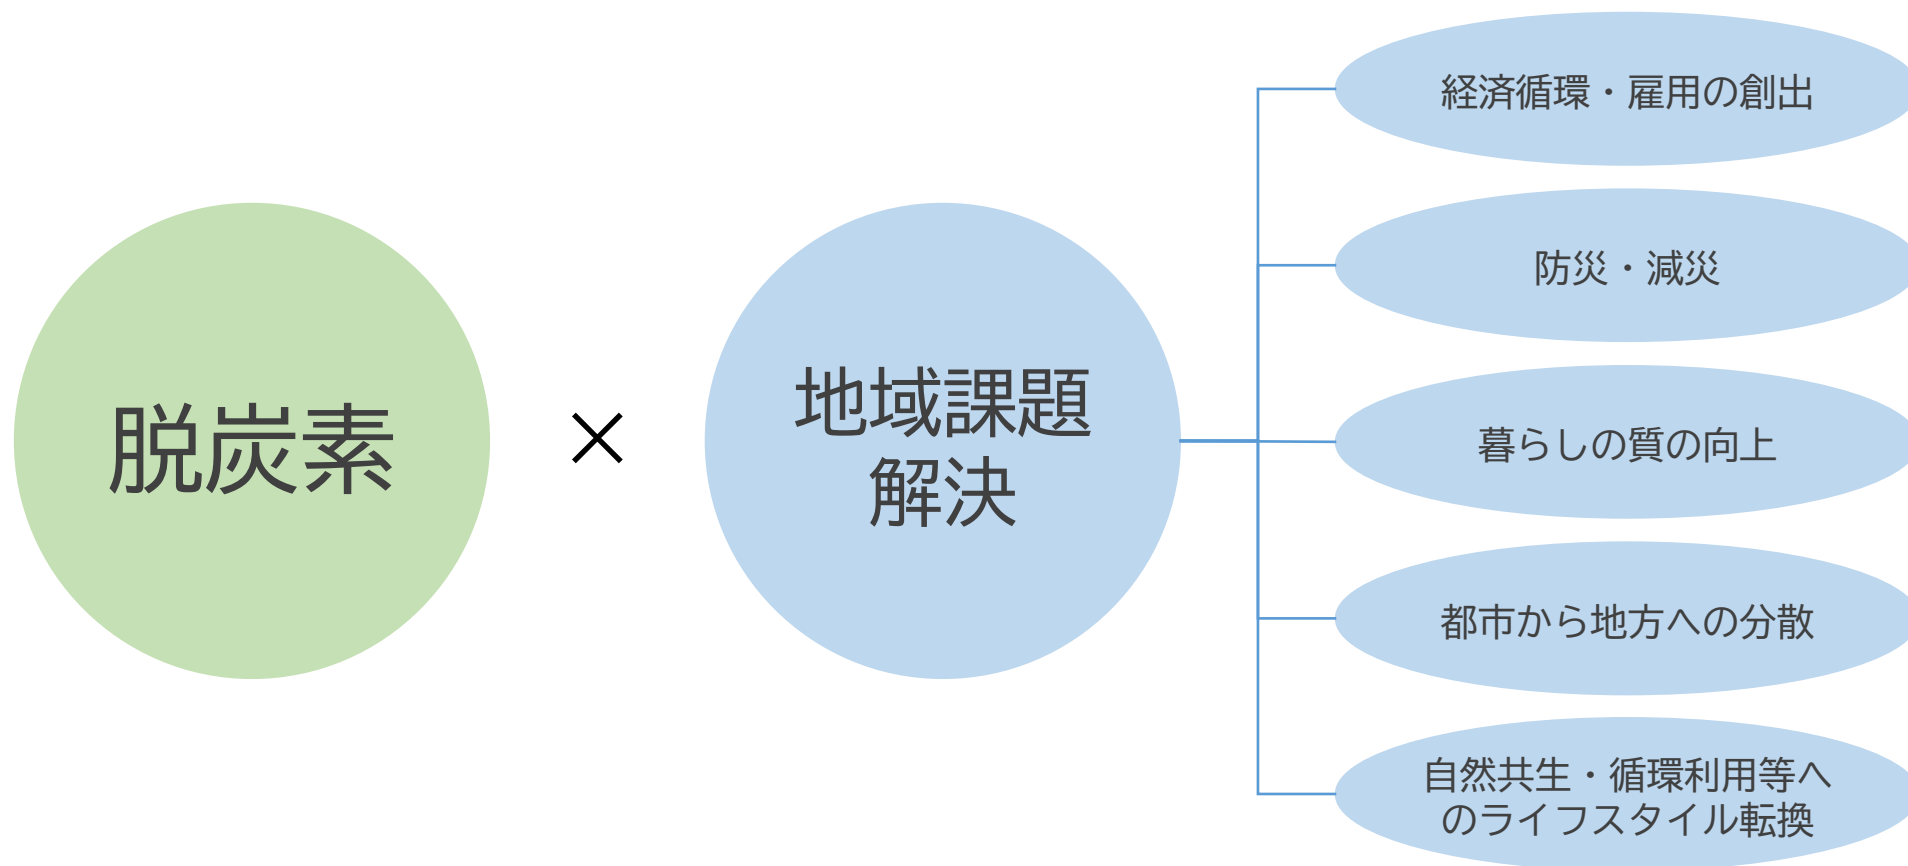 脱炭素
×
地域課題
解決
経済循環・雇用の創出
防災・減災
暮らしの質の向上
都市から地方への分散
自然共生・循環利用等へ
のライフスタイル転換